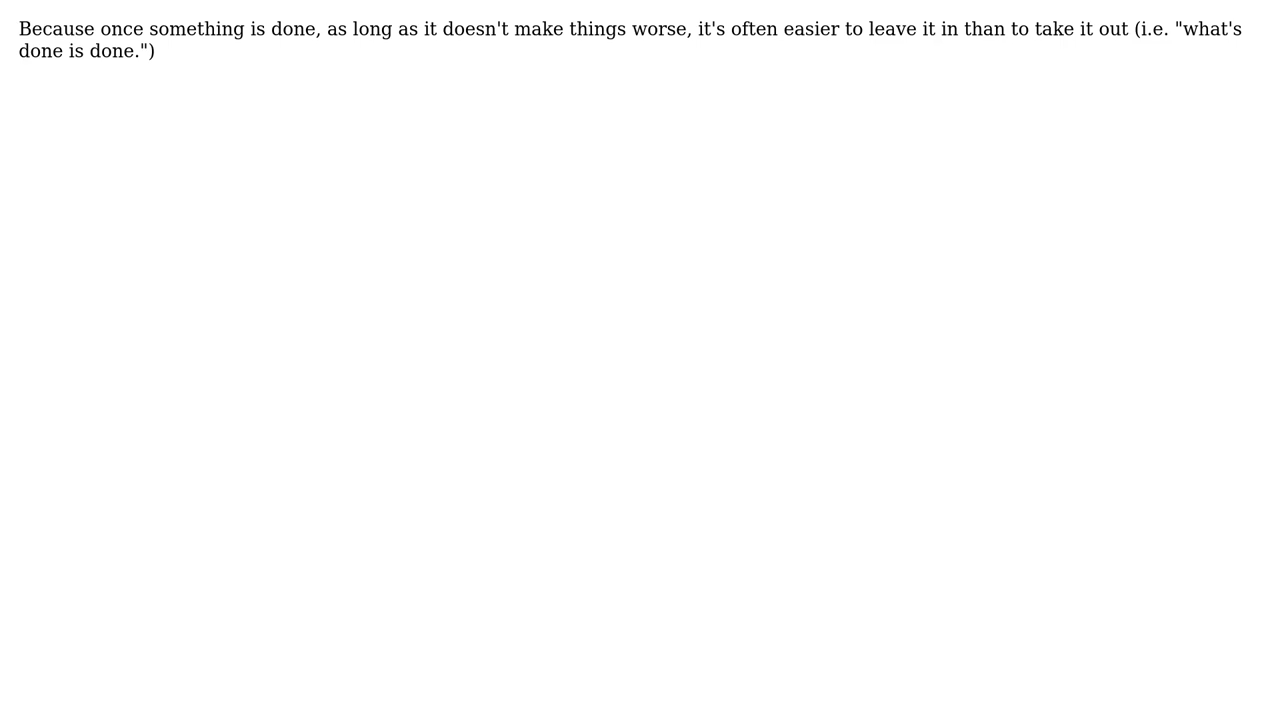 Because once something is done, as long as it doesn't make things worse, it's often easier to leave it in than to take it out (i.e. "what's
done is done.")